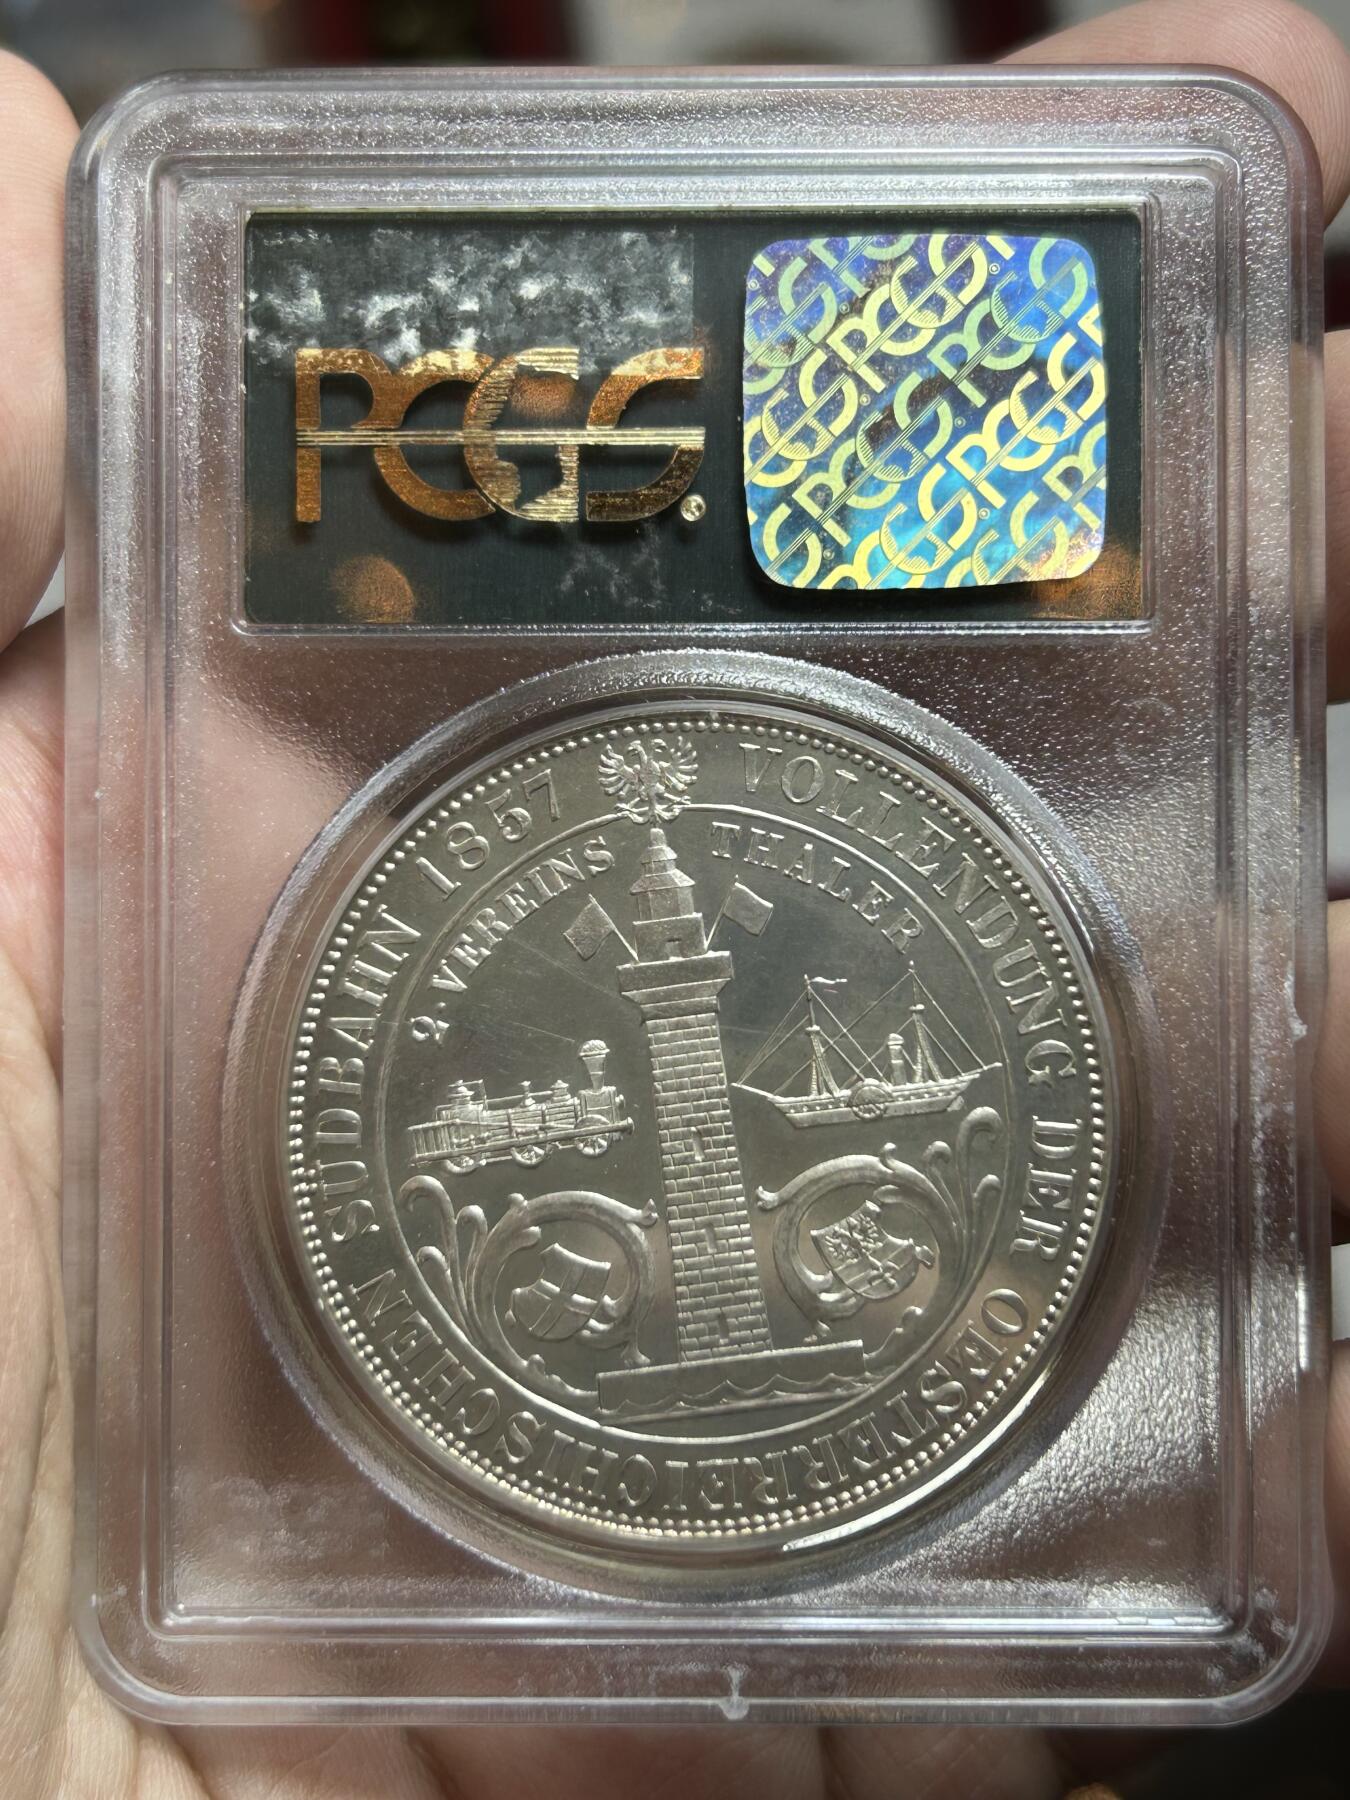 PCGS.
VOLLENDUNG DER OESTERREICHISCHEN SÜDBAHN 1857
2·VEREINS THALER